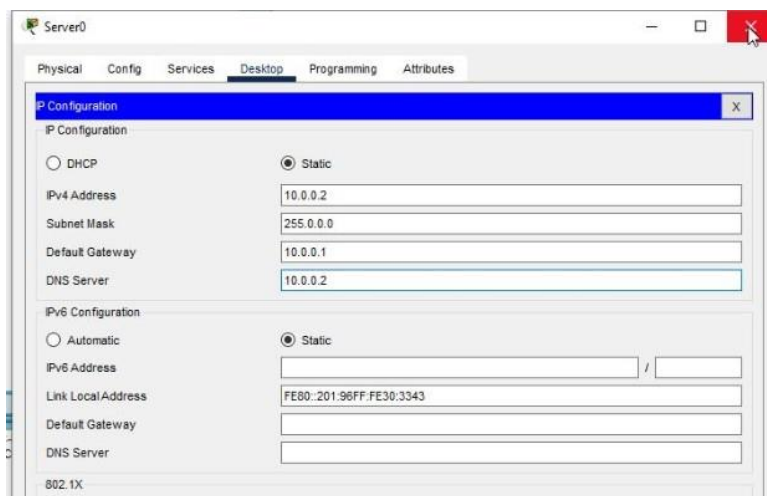 Server0
Physical Config Services Desktop Programming Attributes
IP Configuration X
IP Configuration
DHCP Static
IPv4 Address 10.0.0.2
Subnet Mask 255.0.0.0
Default Gateway 10.0.0.1
DNS Server 10.0.0.2
IPv6 Configuration
Automatic Static
IPv6 Address /
Link Local Address FE80::201:96FF:FE30:3343
Default Gateway
DNS Server
802.1X